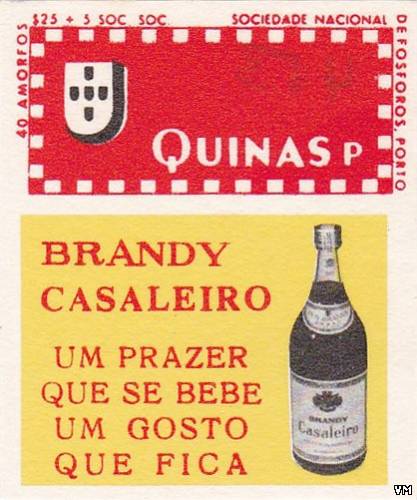 $25 + 5 SOC. SOC. SOCIEDADE NACIONAL
DE FOSFOROS, PORTO
40 AMORFOS
QUINAS P
BRANDY
CASALEIRO
UM PRAZER
QUE SE BEBE
UM GOSTO
QUE FICA
BRANDY
Casaleiro
VM